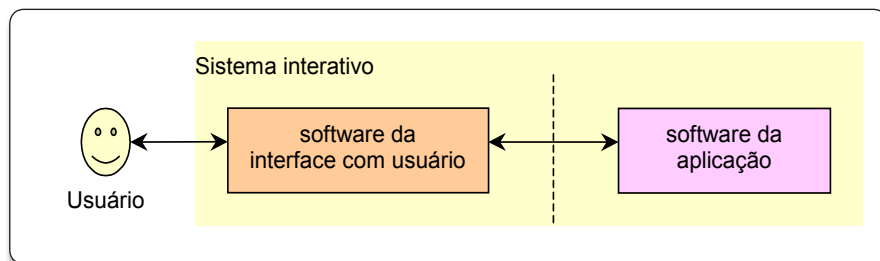 Sistema interativo
software da
interface com usuário
software da
aplicação
Usuário